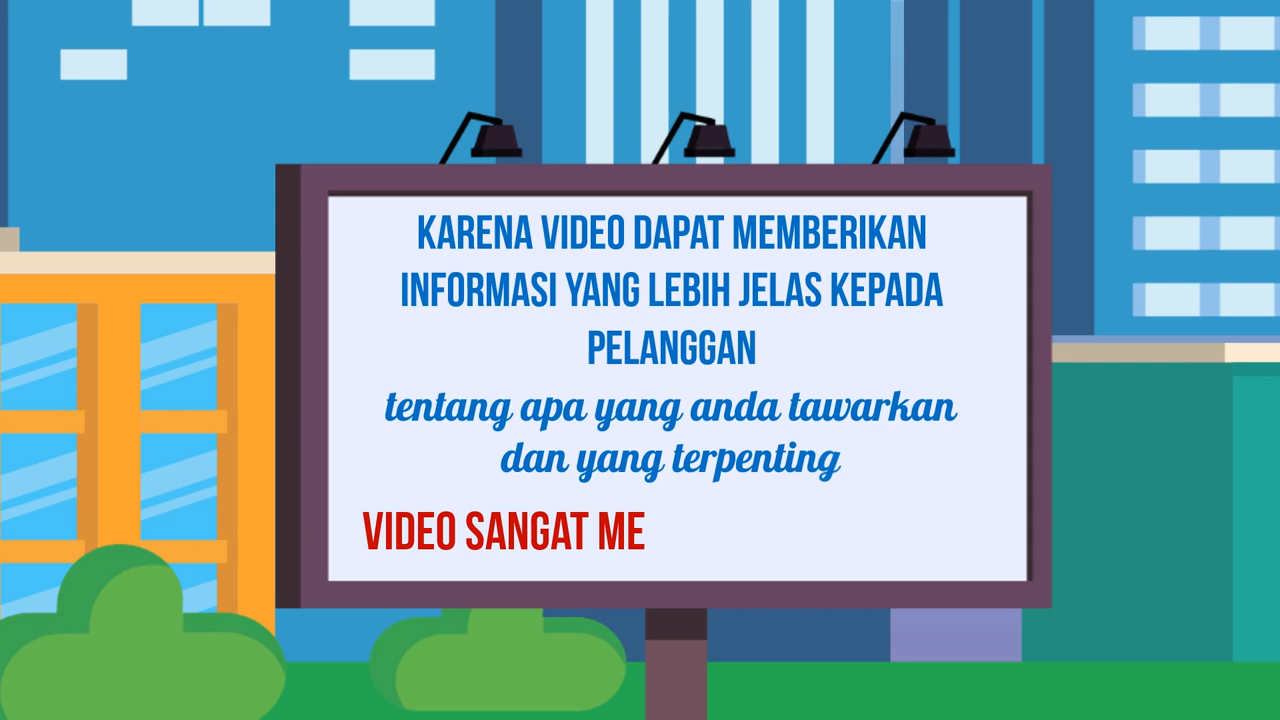 KARENA VIDEO DAPAT MEMBERIKAN
INFORMASI YANG LEBIH JELAS KEPADA
PELANGGAN
tentang apa yang anda tawarkan
dan yang terpenting
VIDEO SANGAT ME